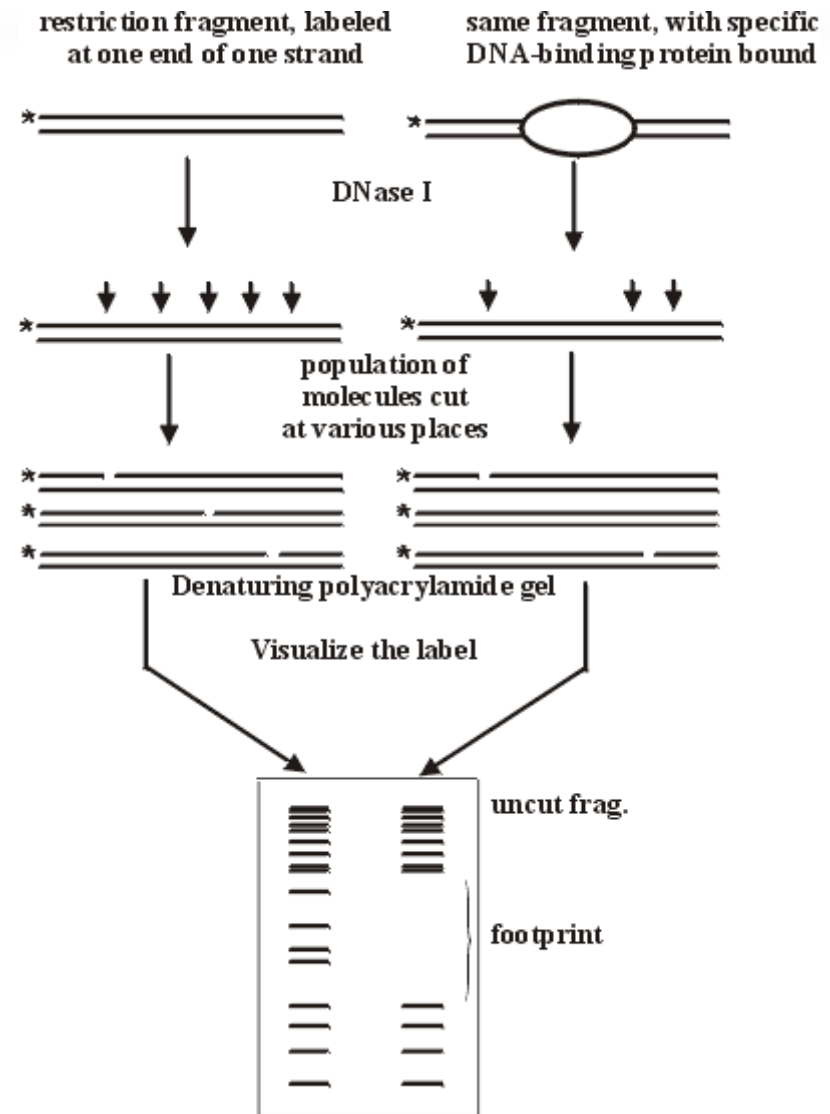 restriction fragment, labeled
at one end of one strand
same fragment, with specific
DNA-binding protein bound
*
*
DNase I
*
*
population of
molecules cut
at various places
*
*
*
*
*
*
Denaturing polyacrylamide gel
Visualize the label
uncut frag.
footprint